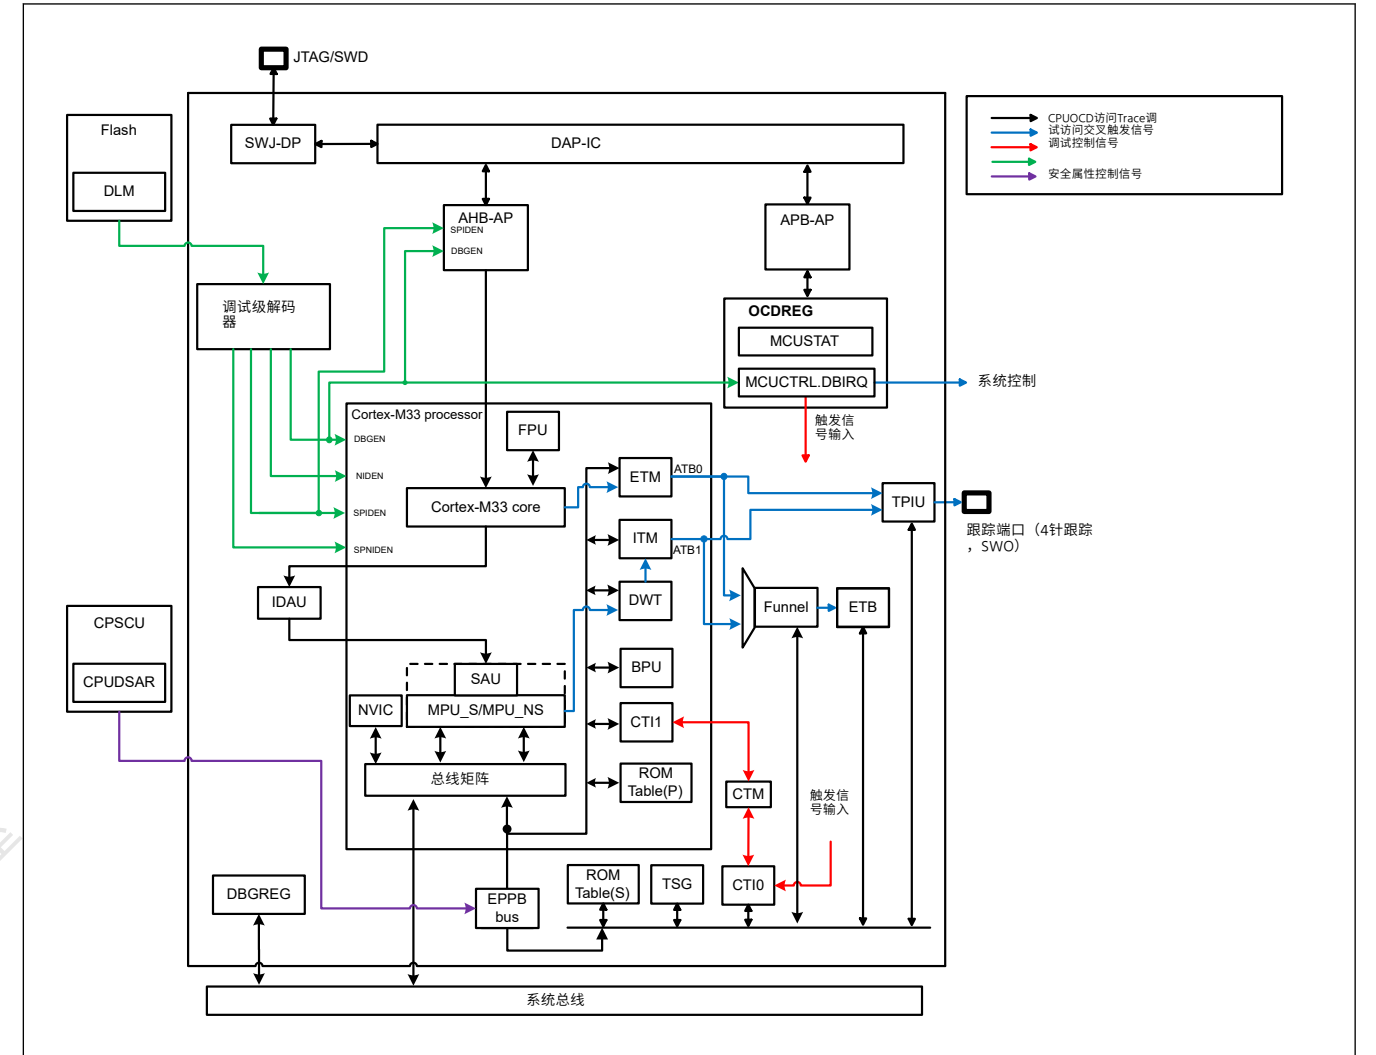 JTAG/SWD
Flash
DLM
SWJ-DP
DAP-IC
CPUOCD访问Trace调
试访问交叉触发信号
调试控制信号
安全属性控制信号
AHB-AP
SPIDEN
DBGEN
APB-AP
调试级解码
器
OCDREG
MCUSTAT
MCUCTRL.DBIRQ
系统控制
触发信
号输入
Cortex-M33 processor
DBGEN
NIDEN
SPIDEN
SPNIDEN
FPU
Cortex-M33 core
ETM
ATB0
ITM
ATB1
DWT
TPIU
跟踪端口（4针跟踪
，SWO）
IDAU
Funnel
ETB
CPSCU
CPUDSAR
SAU
BPU
NVIC
MPU_S/MPU_NS
CTI1
总线矩阵
ROM
Table(P)
CTM
触发信
号输入
DBGREG
EPPB
bus
ROM
Table(S)
TSG
CTI0
系统总线